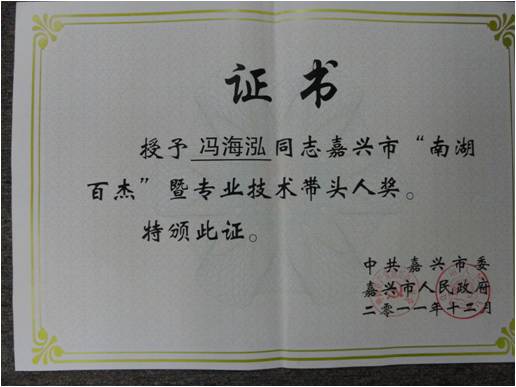 证书
授予 冯海泓 同志嘉兴市“南湖
百杰”暨专业技术带头人奖。
特颁此证。
中共嘉兴市委
嘉兴市人民政府
二零一一年十二月